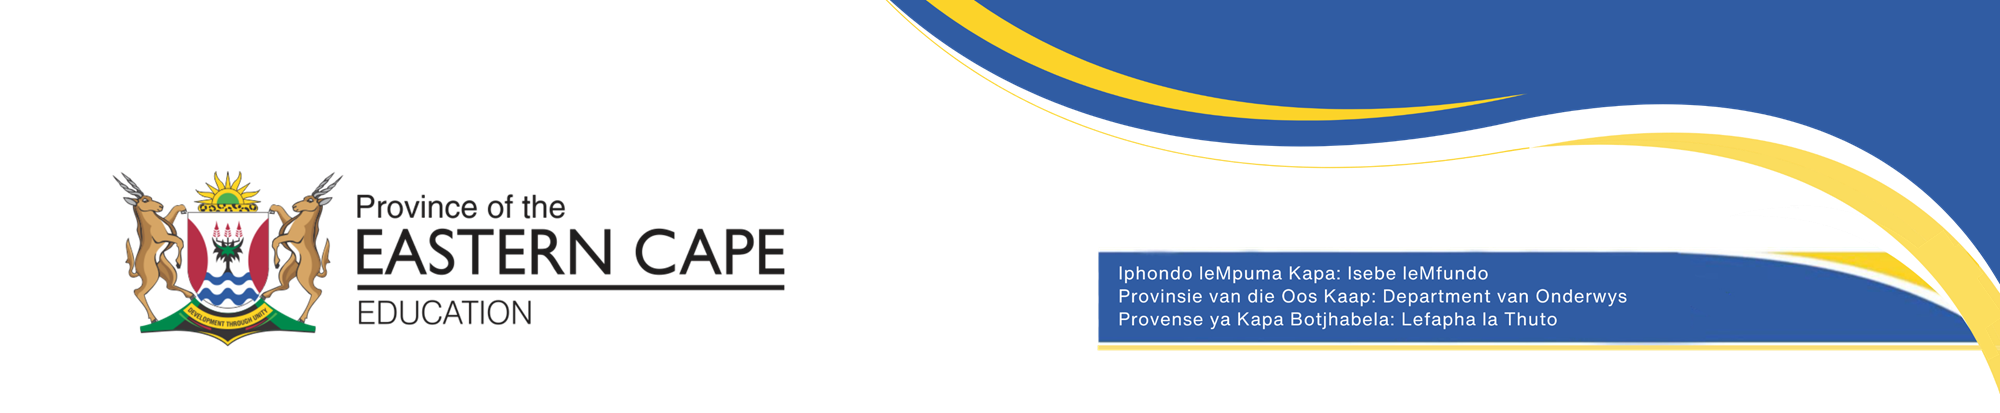 Province of the
EASTERN CAPE
EDUCATION
DEVELOPMENT THROUGH UNITY
Iphondo leMpuma Kapa: Isebe leMfundo
Provinsie van die Oos Kaap: Department van Onderwys
Provense ya Kapa Botjhabela: Lefapha la Thuto